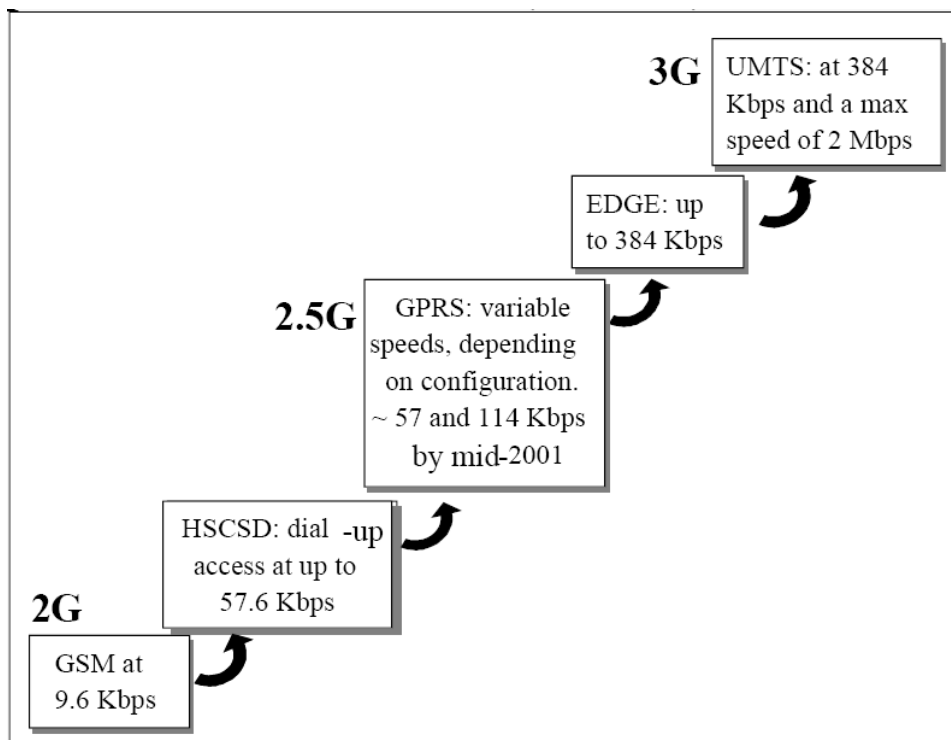 3G
UMTS: at 384
Kbps and a max
speed of 2 Mbps
EDGE: up
to 384 Kbps
2.5G
GPRS: variable
speeds, depending
on configuration.
~ 57 and 114 Kbps
by mid-2001
HSCSD: dial -up
access at up to
57.6 Kbps
2G
GSM at
9.6 Kbps